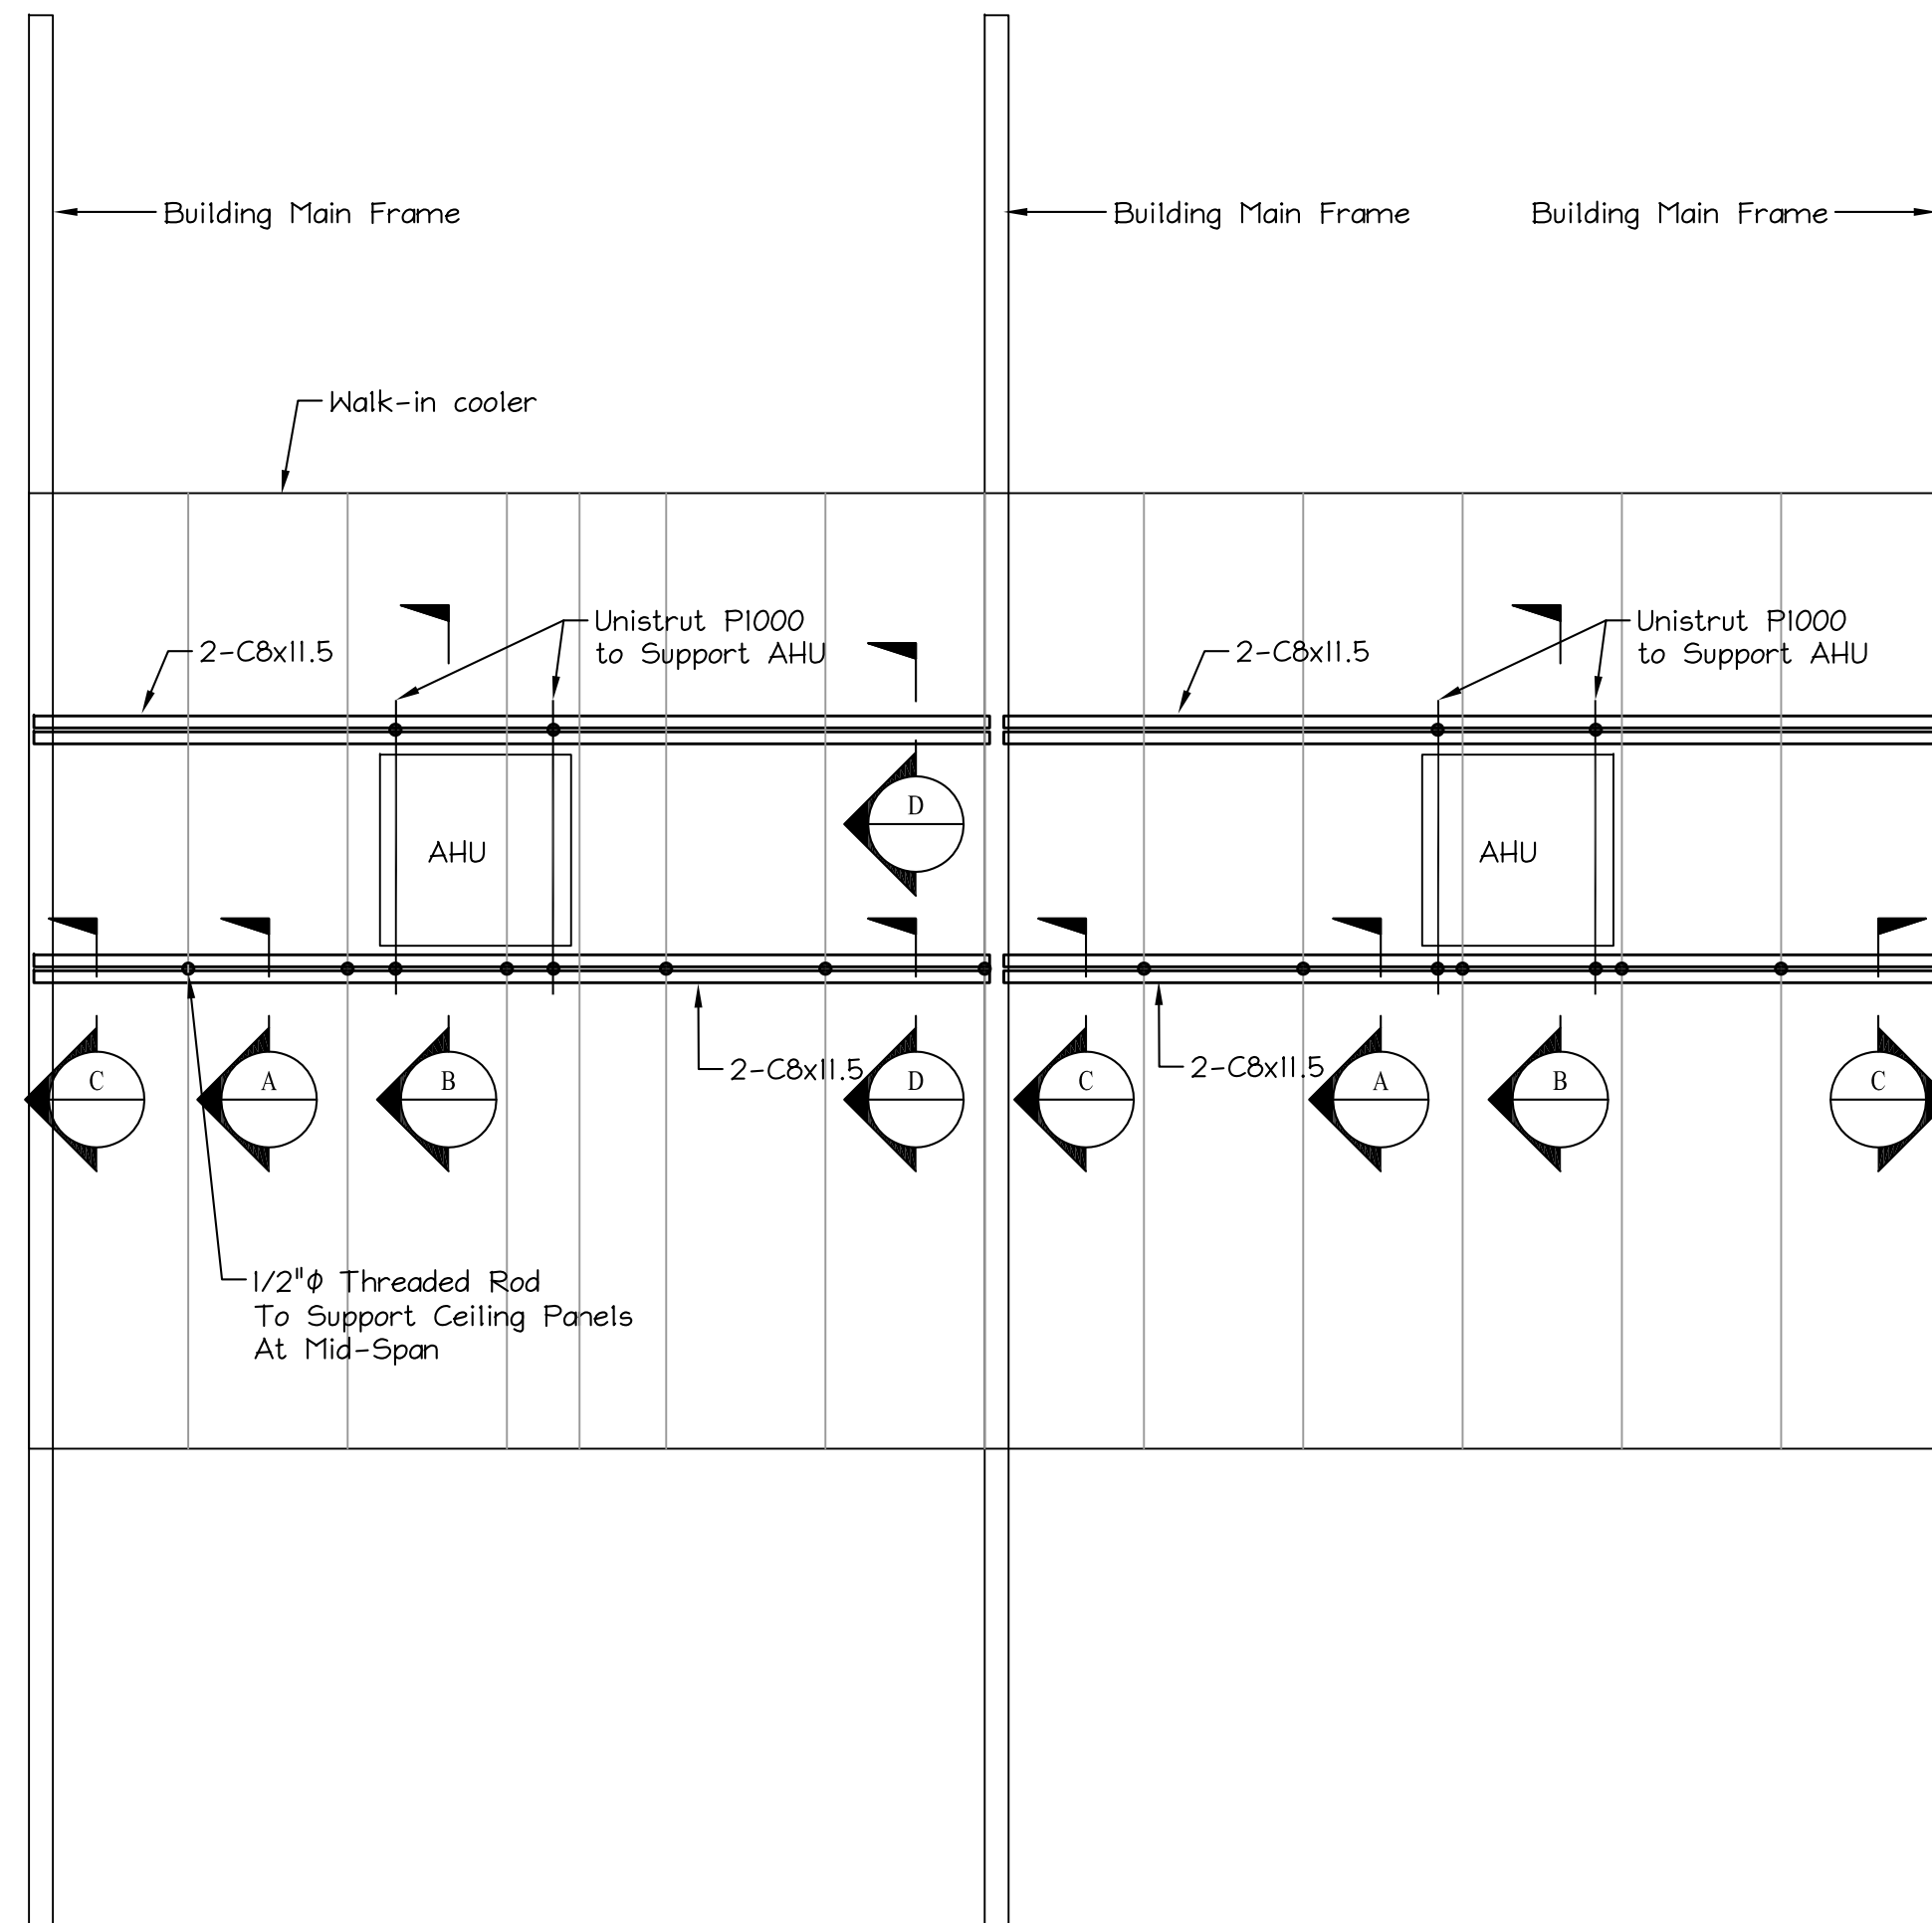 Building Main Frame
Building Main Frame
Building Main Frame
Walk-in cooler
2-C8x11.5
Unistrut P1000
to Support AHU
2-C8x11.5
Unistrut P1000
to Support AHU
D
AHU
AHU
C
A
B
2-C8x11.5
D
C
2-C8x11.5
A
B
C
1/2"ϕ Threaded Rod
To Support Ceiling Panels
At Mid-Span